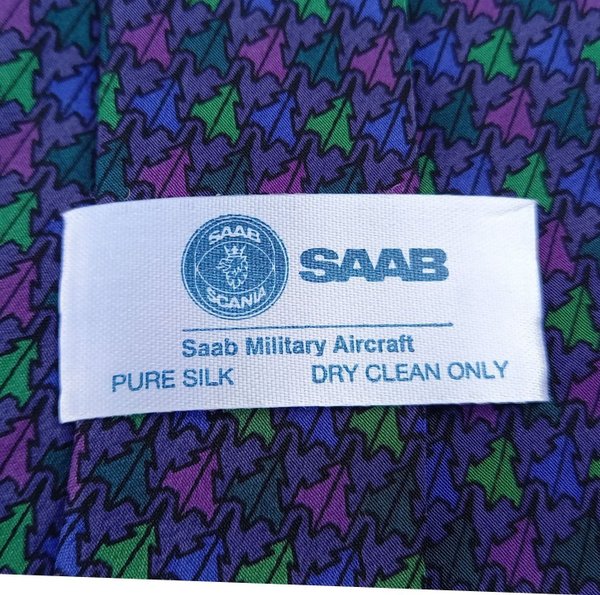 SAAB
SCANIA
SAAB
Saab Military Aircraft
PURE SILK DRY CLEAN ONLY